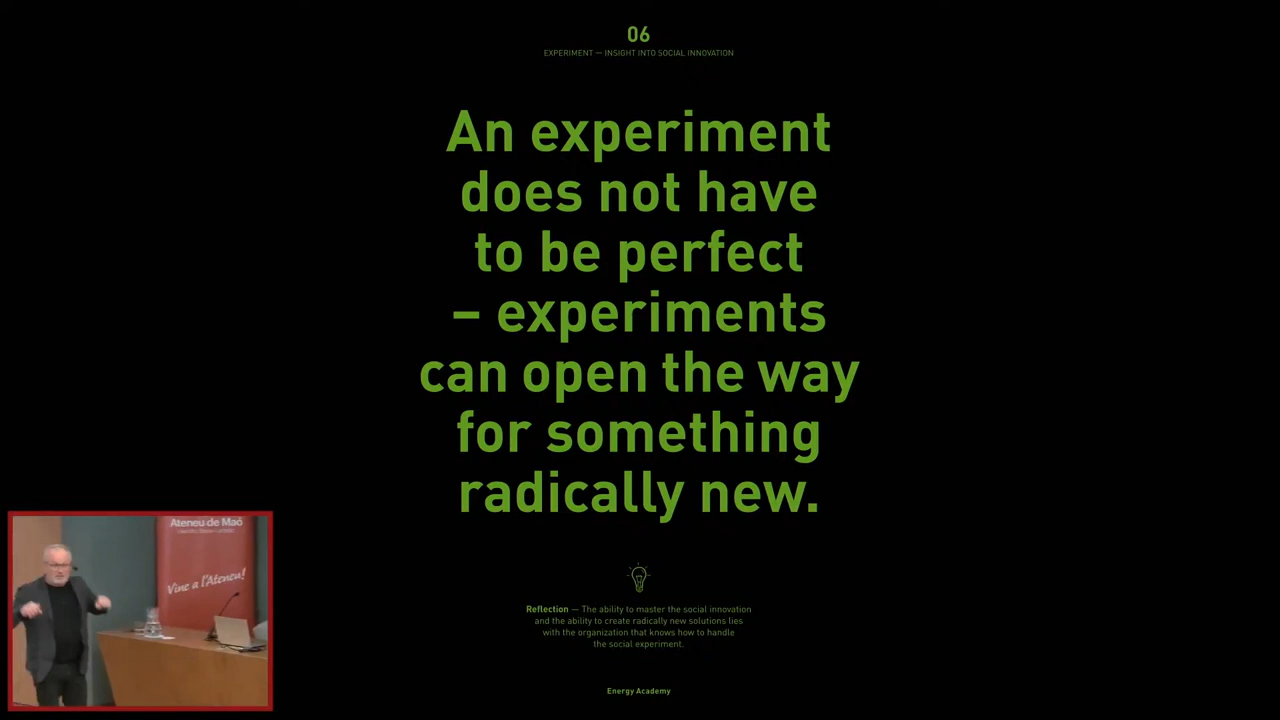 06
EXPERIMENT — INSIGHT INTO SOCIAL INNOVATION
An experiment
does not have
to be perfect
– experiments
can open the way
for something
radically new.
Reflection — The ability to master the social innovation
and the ability to create radically new solutions lies
with the organization that knows how to handle
the social experiment.
Energy Academy
Ateneu de Maó
Vine a l'Ateneu!